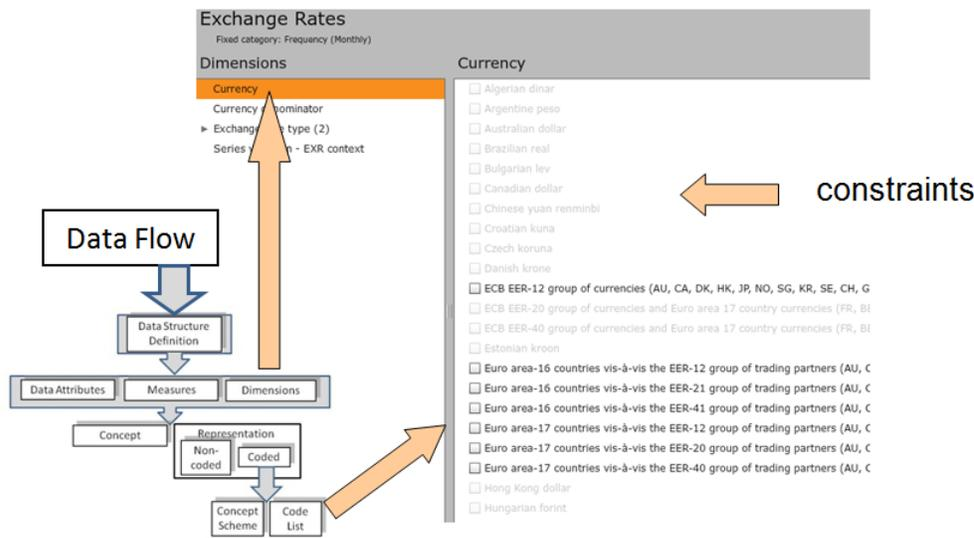 Exchange Rates
Fixed category: Frequency (Monthly)
Dimensions
Currency
Currency
Currency
Exchange
type (2)
Series
- EXR context
Algerian dinar
Argentine peso
Australian dollar
Brazilian real
Bulgarian lev
Canadian dollar
Chinese yuan renminbi
Croatian kuna
Czech koruna
Danish krone
ECB EER-12 group of currencies (AU, CA, DK, HK, JP, NO, SG, KR, SE, CH, G
ECB EER-20 group of currencies and Euro area 17 country currencies (FR, BE
ECB EER-40 group of currencies and Euro area 17 country currencies (FR, BE
Estonian kroon
Euro area-16 countries vis-à-vis the EER-12 group of trading partners (AU, C
Euro area-16 countries vis-à-vis the EER-21 group of trading partners (AU, C
Euro area-16 countries vis-à-vis the EER-41 group of trading partners (AU, C
Euro area-17 countries vis-à-vis the EER-12 group of trading partners (AU, C
Euro area-17 countries vis-à-vis the EER-20 group of trading partners (AU, C
Euro area-17 countries vis-à-vis the EER-40 group of trading partners (AU, C
Hong Kong dollar
Hungarian forint
constraints
Data Flow
Data Structure
Definition
Data Attributes
Measures
Dimensions
Concept
Representation
Non-
coded
Coded
Concept
Scheme
Code
List